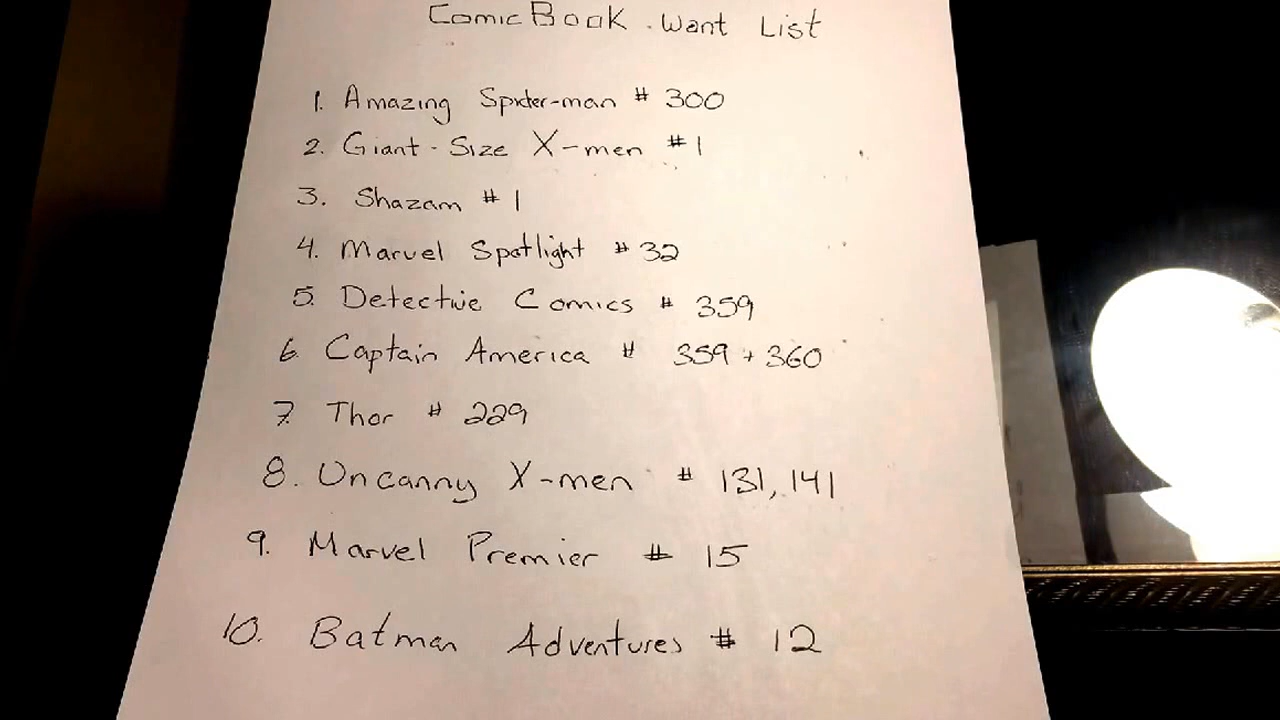 Comic Book Want List
1. Amazing Spider-man # 300
2. Giant-Size X-men # 1
3. Shazam # 1
4. Marvel Spotlight # 32
5. Detective Comics # 359
6. Captain America # 359 + 360
7. Thor # 229
8. Uncanny X-men # 131, 141
9. Marvel Premier # 15
10. Batman Adventures # 12